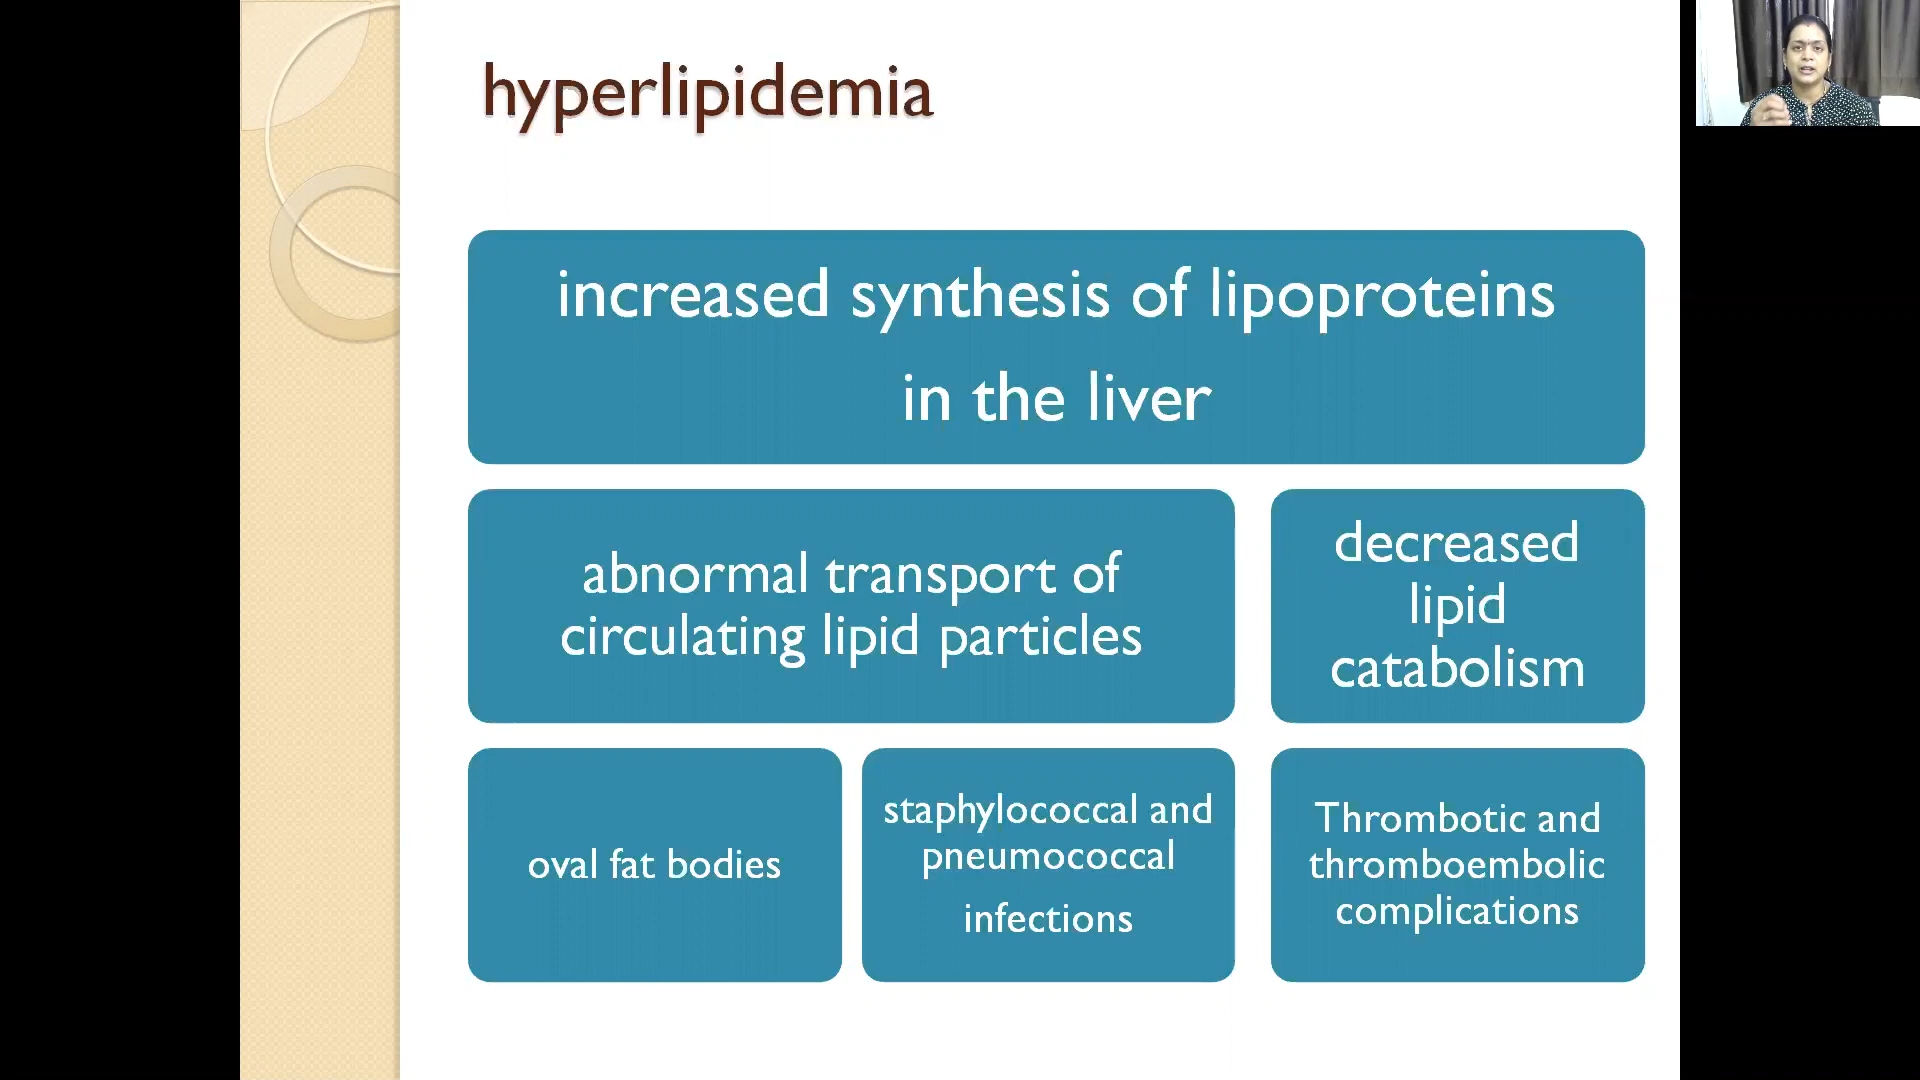 hyperlipidemia
increased synthesis of lipoproteins
in the liver
abnormal transport of
circulating lipid particles
decreased
lipid
catabolism
oval fat bodies
staphylococcal and
pneumococcal
infections
Thrombotic and
thromboembolic
complications